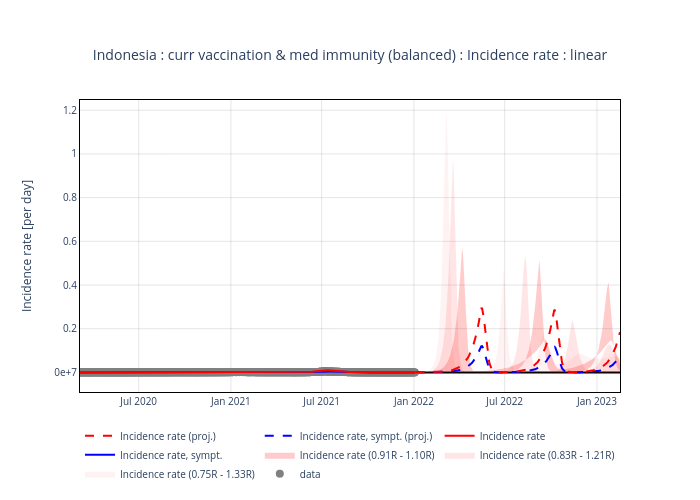 Indonesia : curr vaccination & med immunity (balanced) : Incidence rate : linear
Incidence rate [per day]
1.2
1
0.8
0.6
0.4
0.2
0e+7
Jul 2020
Jan 2021
Jul 2021
Jan 2022
Jul 2022
Jan 2023
Incidence rate (proj.)
Incidence rate, sympt. (proj.)
Incidence rate
Incidence rate, sympt.
Incidence rate (0.91R - 1.10R)
Incidence rate (0.83R - 1.21R)
Incidence rate (0.75R - 1.33R)
data